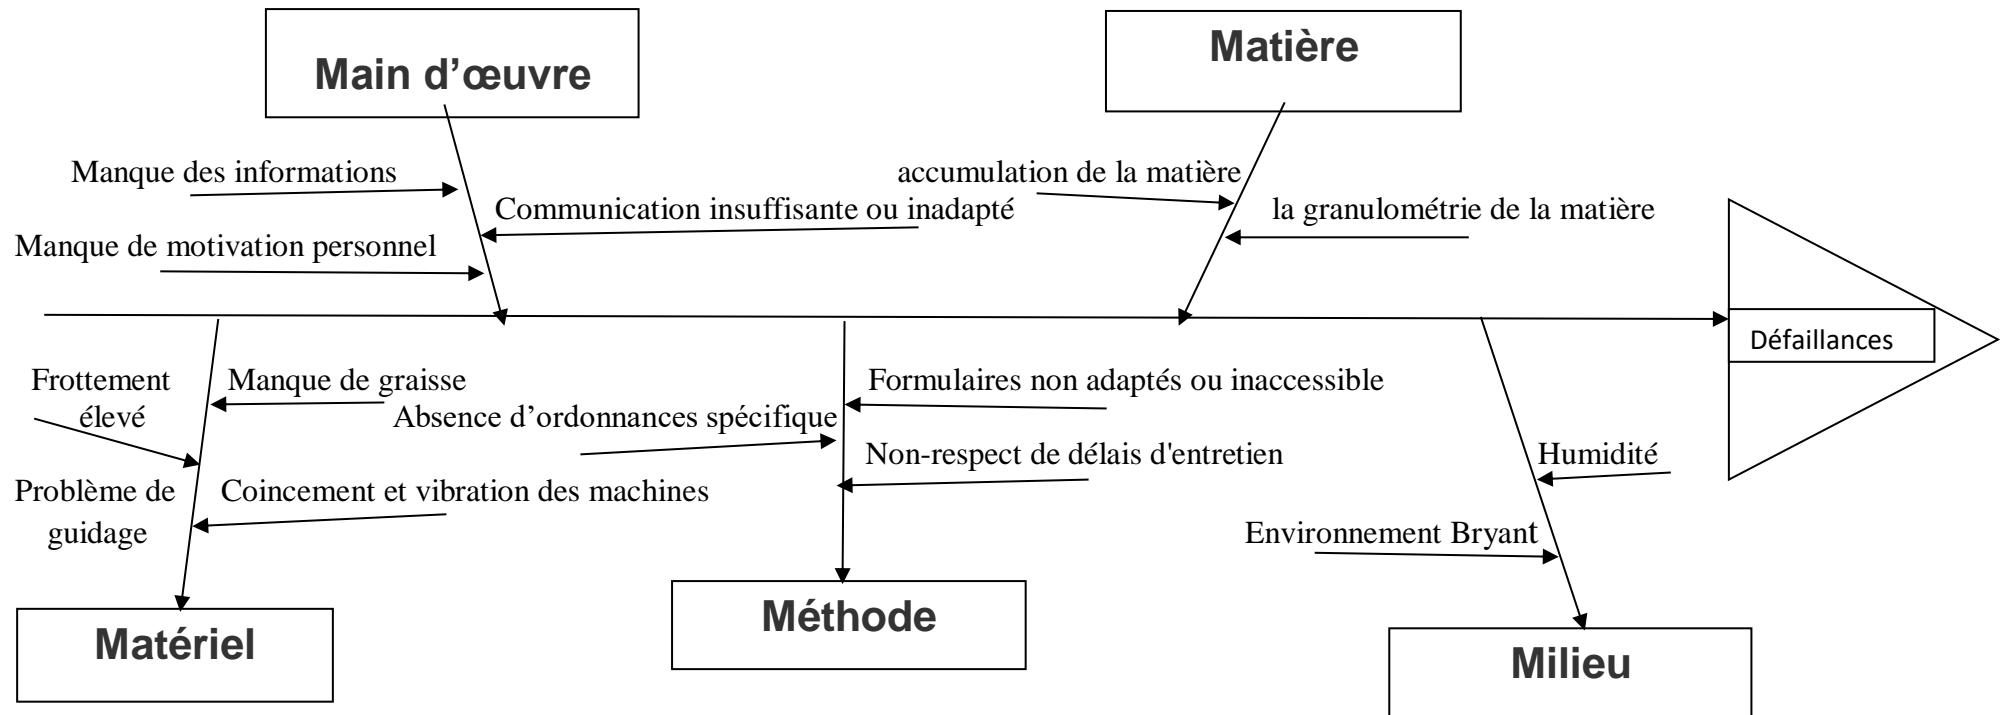 Main d’œuvre
Matière
Manque des informations
accumulation de la matière
Communication insuffisante ou inadapté
la granulométrie de la matière
Manque de motivation personnel
Défaillances
Frottement
élevé
Manque de graisse
Formulaires non adaptés ou inaccessible
Absence d’ordonnances spécifique
Non-respect de délais d'entretien
Humidité
Problème de
guidage
Coincement et vibration des machines
Environnement Bryant
Matériel
Méthode
Milieu